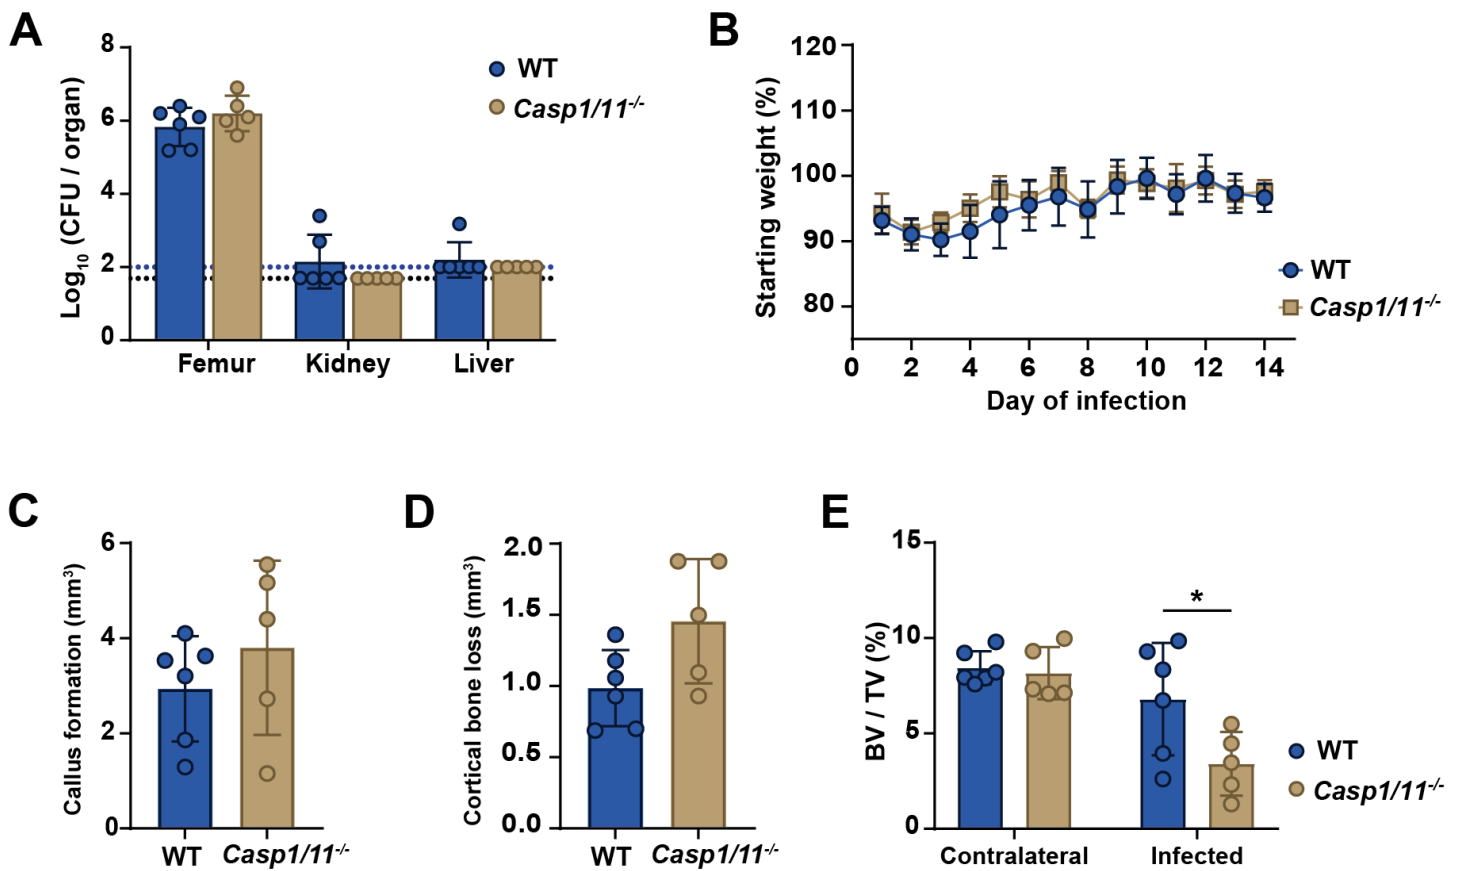 A
8
6
4
2
0
Log10 (CFU / organ)
WT
Casp1/11-/-
Femur
Kidney
Liver
B
120
110
100
90
80
Starting weight (%)
0
2
4
6
8
10
12
14
Day of infection
WT
Casp1/11-/-
C
6
4
2
0
Callus formation (mm3)
WT
Casp1/11-/-
D
2.0
1.5
1.0
0.5
0.0
Cortical bone loss (mm3)
WT
Casp1/11-/-
E
15
10
5
0
BV / TV (%)
*
Contralateral
Infected
WT
Casp1/11-/-